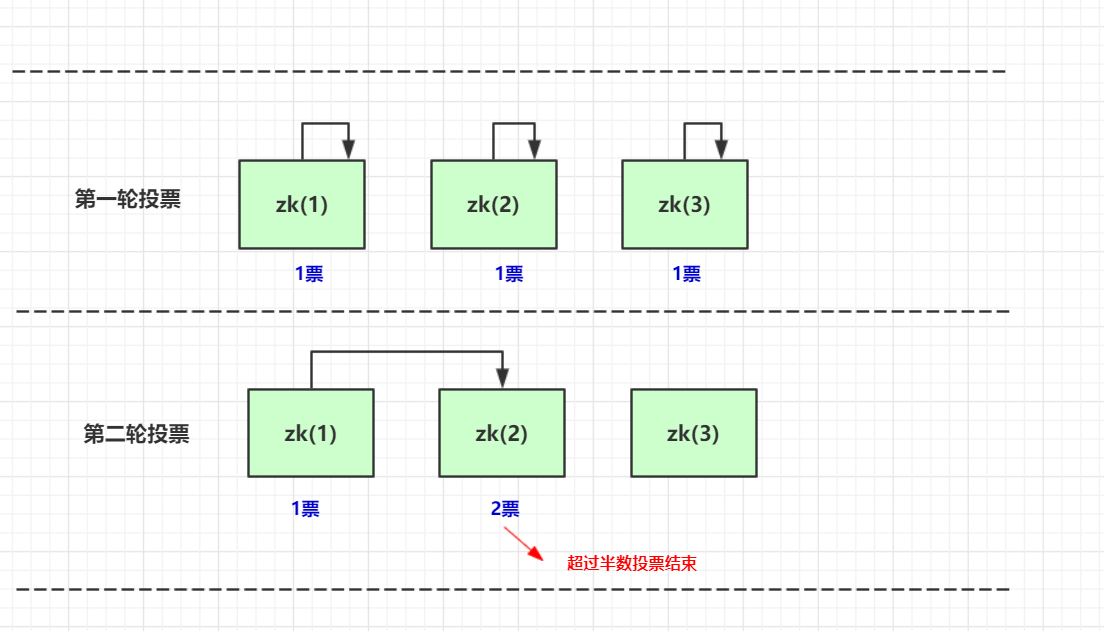 第一轮投票
zk(1)
zk(2)
zk(3)
1票
1票
1票
第二轮投票
zk(1)
zk(2)
zk(3)
1票
2票
超过半数投票结束